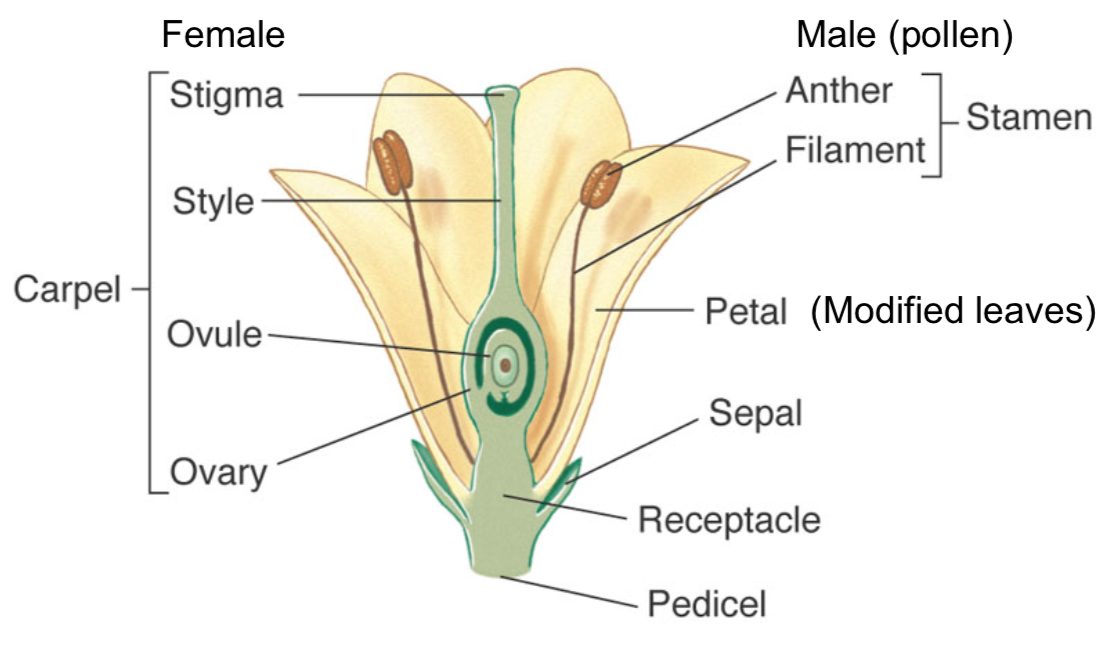 Female
Male (pollen)
Stigma
Anther
Stamen
Filament
Style
Carpel
Petal (Modified leaves)
Ovule
Sepal
Ovary
Receptacle
Pedicel